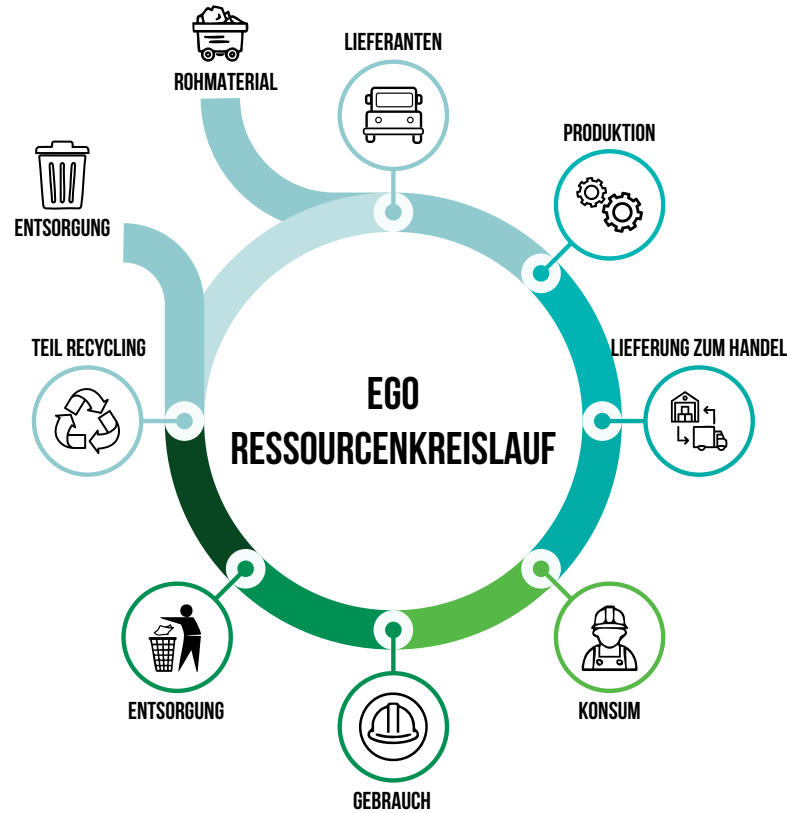 LIEFERANTEN
ROHMATERIAL
PRODUKTION
ENTSORGUNG
TEIL RECYCLING
LIEFERUNG ZUM HANDEL
EGO
RESSOURCENKREISLAUF
ENTSORGUNG
KONSUM
GEBRAUCH